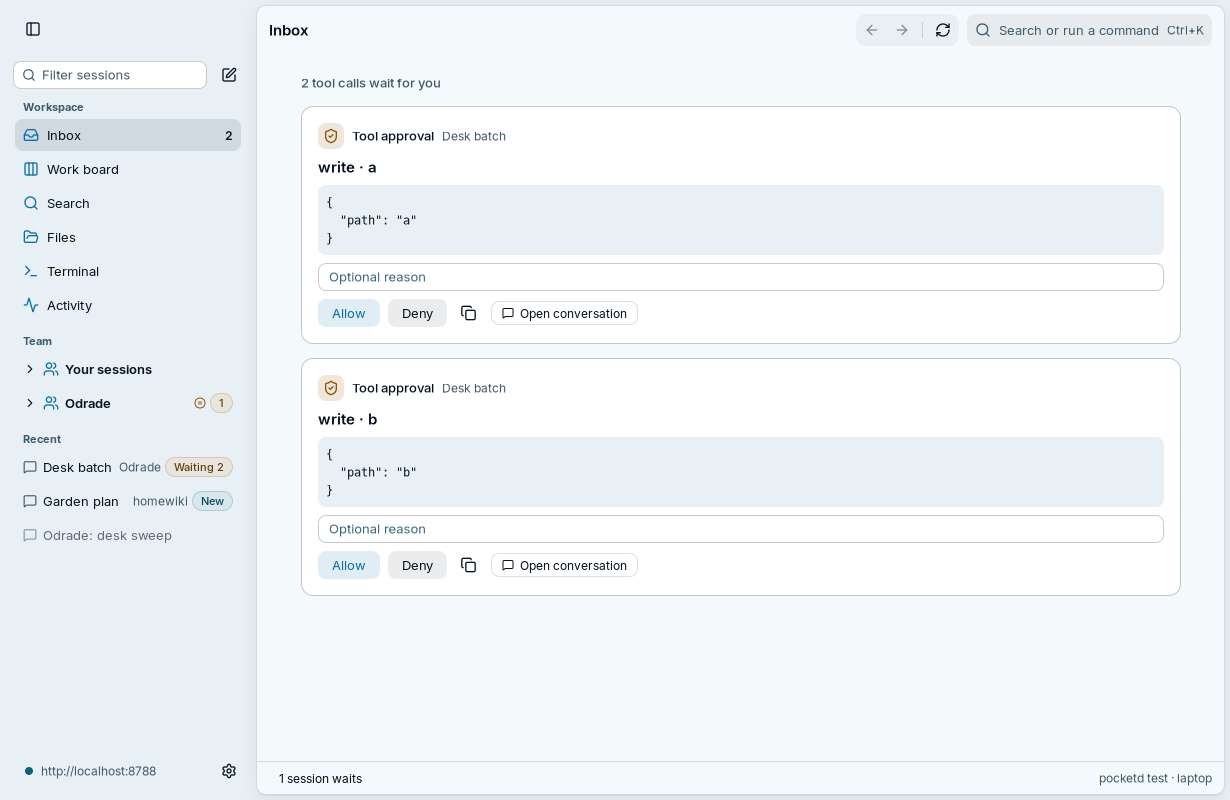 Filter sessions
Workspace
Inbox 2
Work board
Search
Files
Terminal
Activity
Team
Your sessions
Odrade 1
Recent
Desk batch Odrade Waiting 2
Garden plan homewiki New
Odrade: desk sweep
http://localhost:8788
Inbox
Search or run a command Ctrl+K
2 tool calls wait for you
Tool approval Desk batch
write · a
{
"path": "a"
}
Optional reason
Allow Deny Open conversation
Tool approval Desk batch
write · b
{
"path": "b"
}
Optional reason
Allow Deny Open conversation
1 session waits
pocketd test · laptop